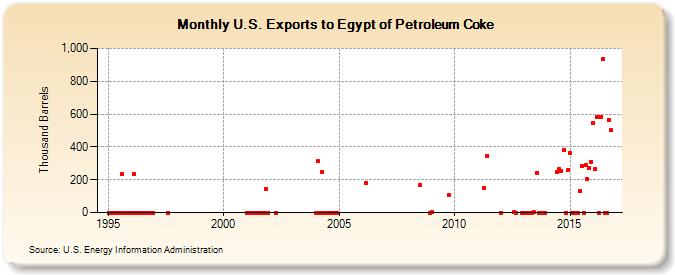 Monthly U.S. Exports to Egypt of Petroleum Coke
Thousand Barrels
1,000
800
600
400
200
0
1995 2000 2005 2010 2015
Source: U.S. Energy Information Administration